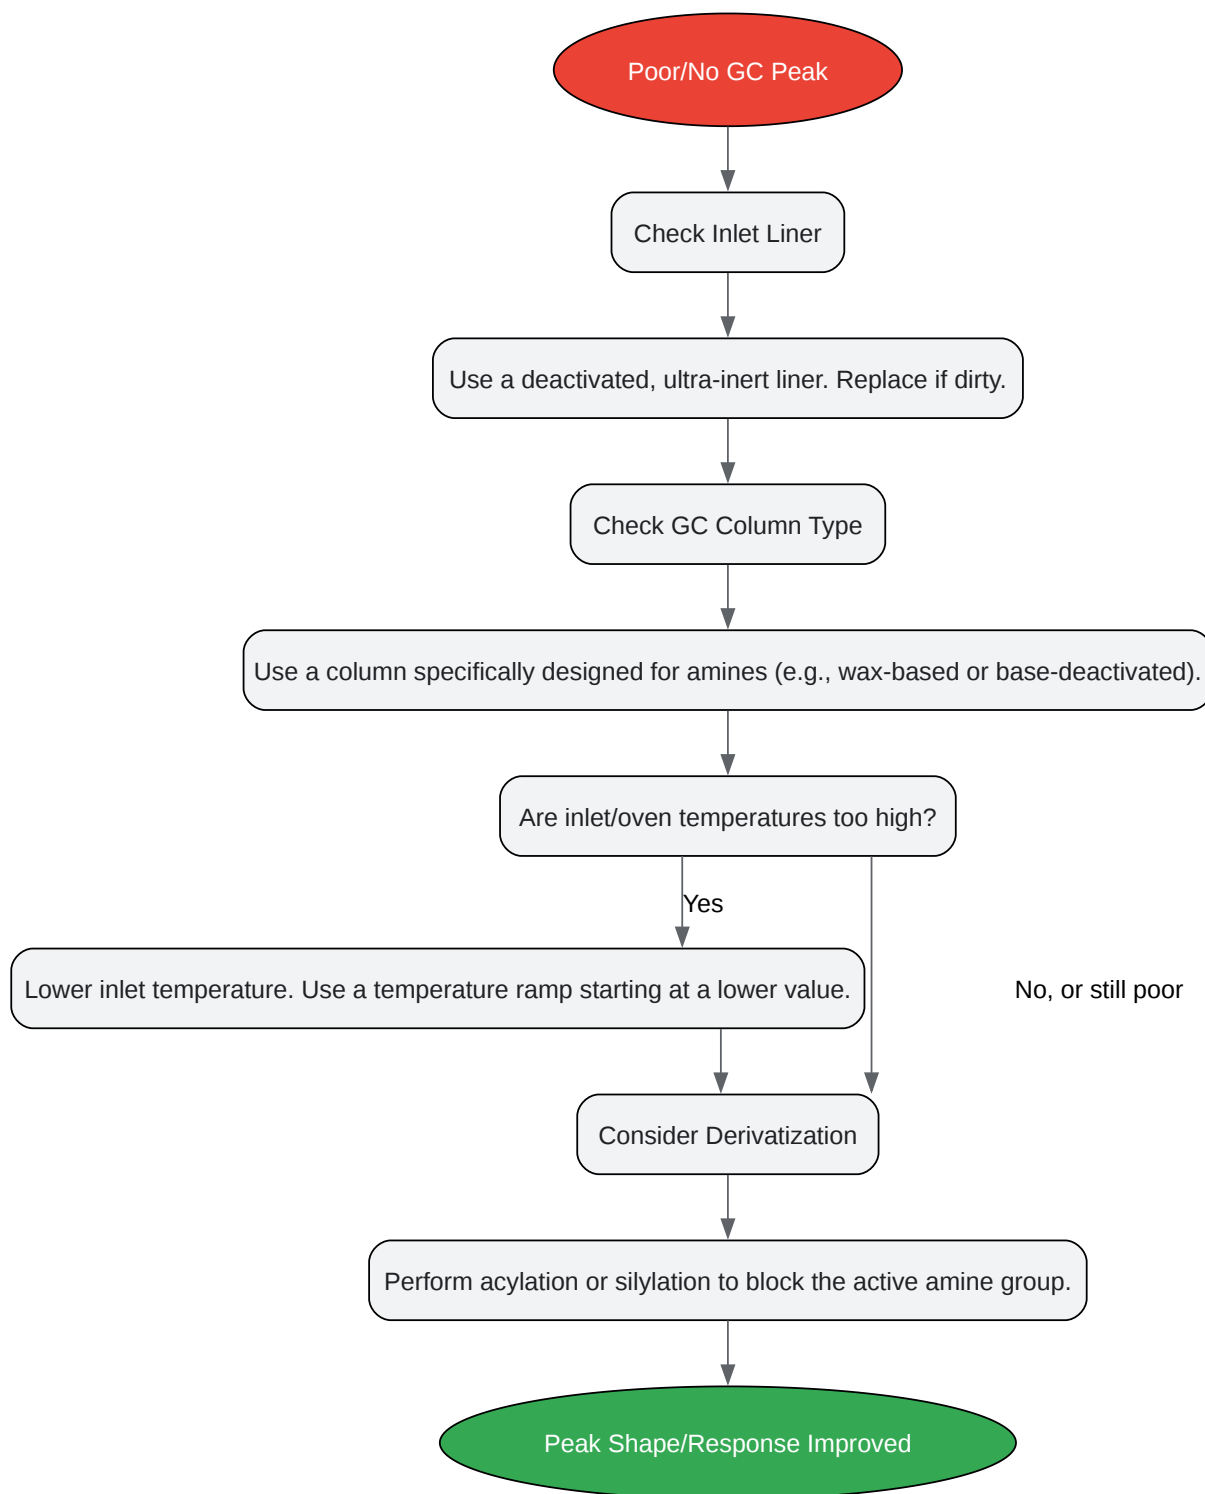 Poor/No GC Peak
Check Inlet Liner
Use a deactivated, ultra-inert liner. Replace if dirty.
Check GC Column Type
Use a column specifically designed for amines (e.g., wax-based or base-deactivated).
Are inlet/oven temperatures too high?
Yes
Lower inlet temperature. Use a temperature ramp starting at a lower value.
No, or still poor
Consider Derivatization
Perform acylation or silylation to block the active amine group.
Peak Shape/Response Improved